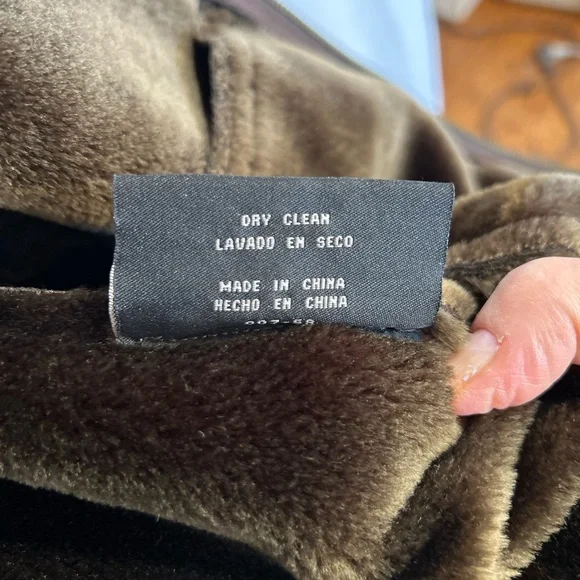 DRY CLEAN
LAVADO EN SECO
MADE IN CHINA
HECHO EN CHINA